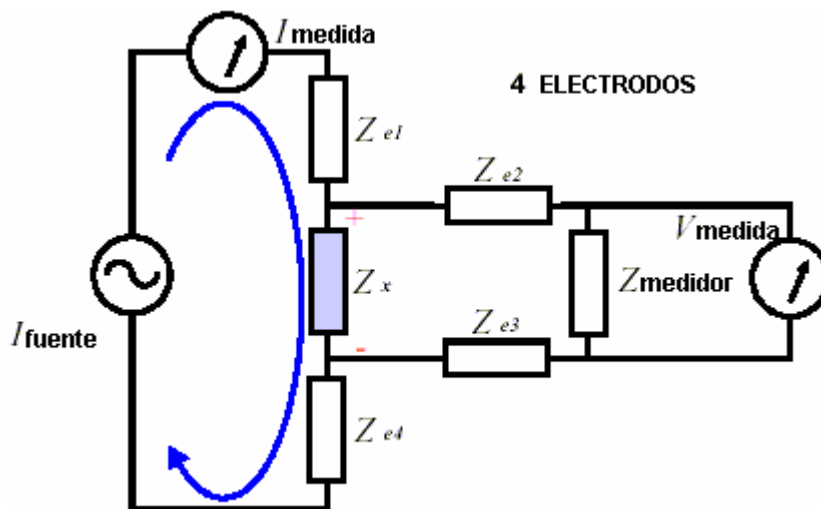 I medida
4 ELECTRODOS
Z e1
Z e2
+
V medida
Z x
Z medidor
I fuente
-
Z e3
Z e4